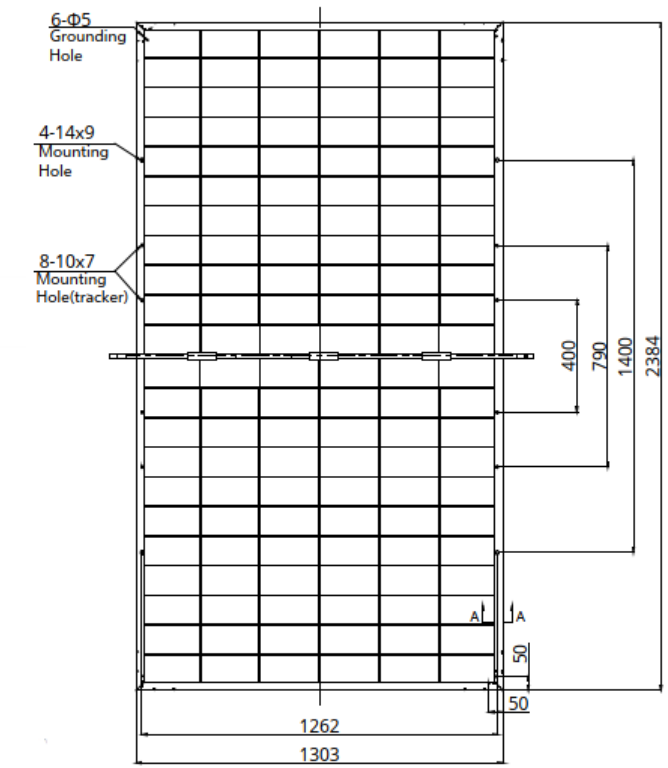 6-Φ5
Grounding
Hole
4-14x9
Mounting
Hole
8-10x7
Mounting
Hole(tracker)
400
790
1400
2384
A
A
50
50
1262
1303